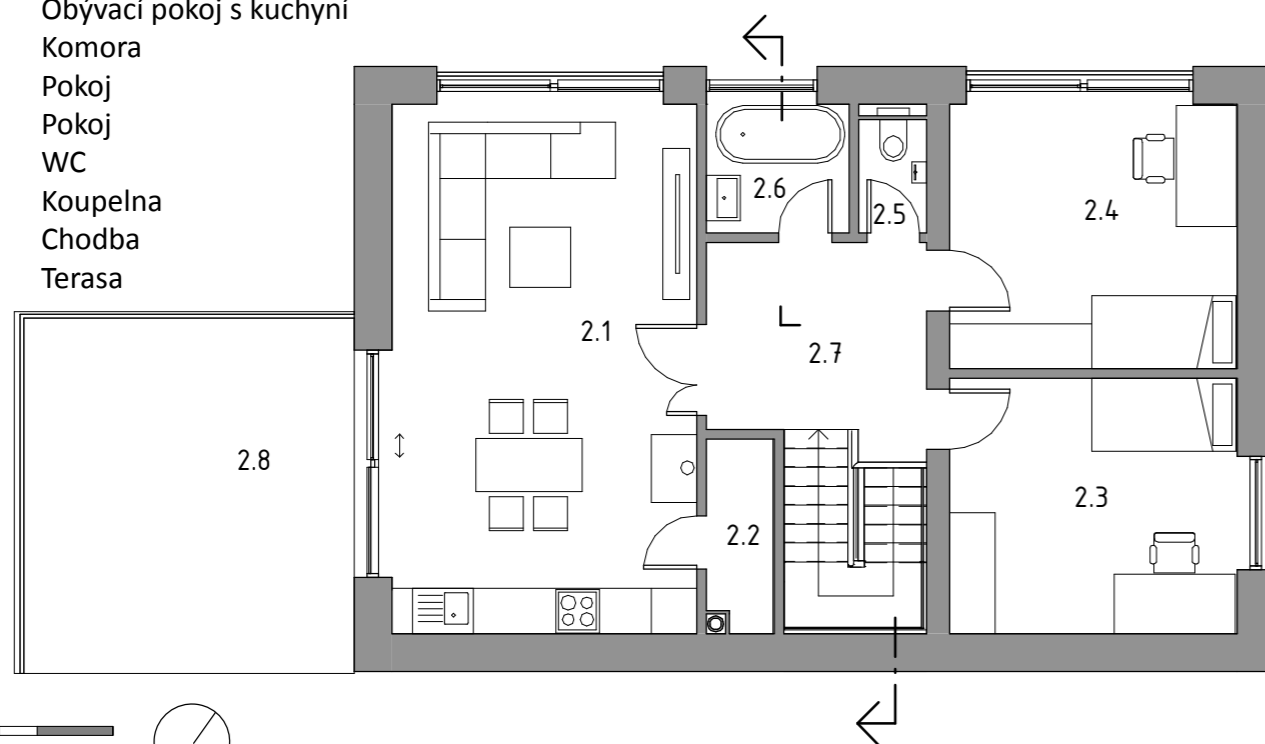 Obývací pokoj s kuchyní
Komora
Pokoj
Pokoj
WC
Koupelna
Chodba
Terasa
2.6
2.5
2.4
2.1
2.7
2.8
2.3
2.2